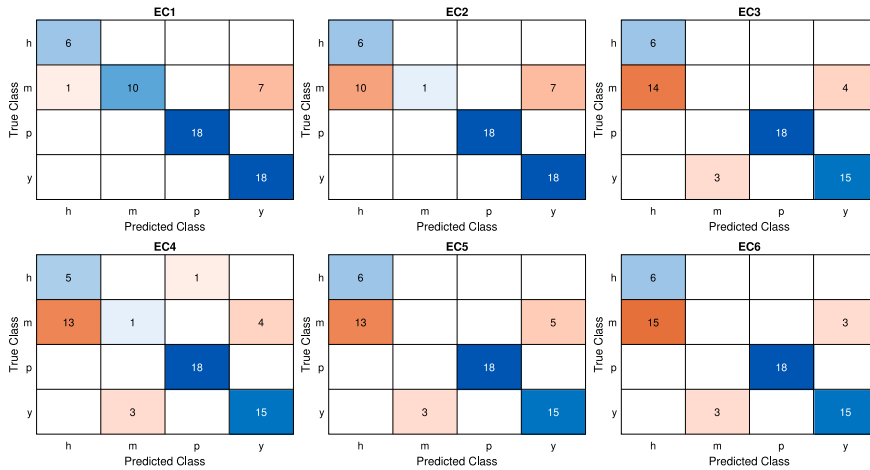 EC1 EC2 EC3
h 6 h 6 h 6
m 1 10 7 m 10 1 7 m 14 4
p 18 p 18 p 18
y 18 y 18 y 3 15
True Class True Class True Class
h m p y h m p y h m p y
Predicted Class Predicted Class Predicted Class
EC4 EC5 EC6
h 5 1 h 6 h 6
m 13 1 4 m 13 5 m 15 3
p 18 p 18 p 18
y 3 15 y 3 15 y 3 15
True Class True Class True Class
h m p y h m p y h m p y
Predicted Class Predicted Class Predicted Class